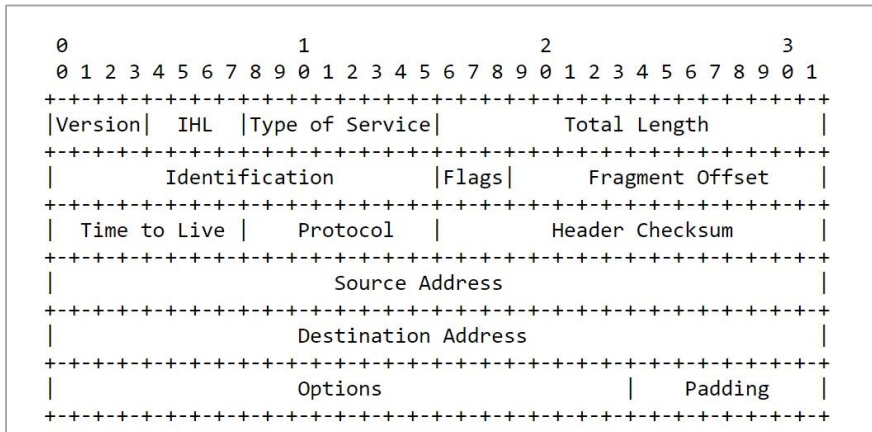 0                   1                   2                   3
0 1 2 3 4 5 6 7 8 9 0 1 2 3 4 5 6 7 8 9 0 1 2 3 4 5 6 7 8 9 0 1
+-+-+-+-+-+-+-+-+-+-+-+-+-+-+-+-+-+-+-+-+-+-+-+-+-+-+-+-+-+-+-+-+
|Version|  IHL  |Type of Service|          Total Length         |
+-+-+-+-+-+-+-+-+-+-+-+-+-+-+-+-+-+-+-+-+-+-+-+-+-+-+-+-+-+-+-+-+
|         Identification        |Flags|      Fragment Offset    |
+-+-+-+-+-+-+-+-+-+-+-+-+-+-+-+-+-+-+-+-+-+-+-+-+-+-+-+-+-+-+-+-+
|  Time to Live |    Protocol   |         Header Checksum       |
+-+-+-+-+-+-+-+-+-+-+-+-+-+-+-+-+-+-+-+-+-+-+-+-+-+-+-+-+-+-+-+-+
|                       Source Address                          |
+-+-+-+-+-+-+-+-+-+-+-+-+-+-+-+-+-+-+-+-+-+-+-+-+-+-+-+-+-+-+-+-+
|                    Destination Address                        |
+-+-+-+-+-+-+-+-+-+-+-+-+-+-+-+-+-+-+-+-+-+-+-+-+-+-+-+-+-+-+-+-+
|                    Options                    |    Padding    |
+-+-+-+-+-+-+-+-+-+-+-+-+-+-+-+-+-+-+-+-+-+-+-+-+-+-+-+-+-+-+-+-+